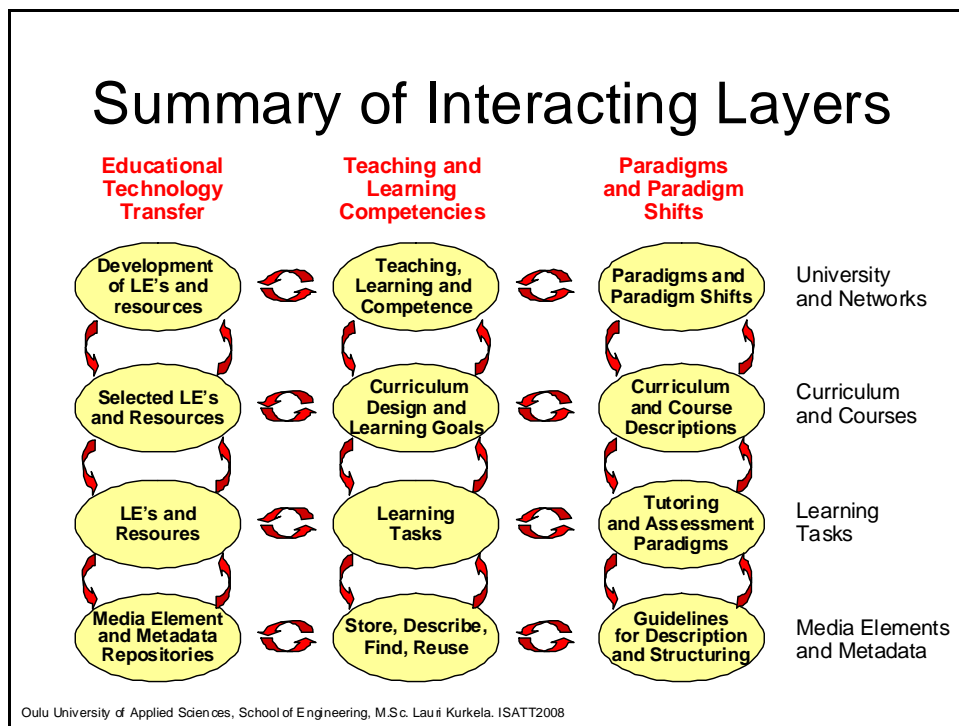 Summary of Interacting Layers
Educational
Technology
Transfer
Teaching and
Learning
Competencies
Paradigms
and Paradigm
Shifts
Development
of LE's and
resources
Teaching,
Learning and
Competence
Paradigms and
Paradigm Shifts
University
and Networks
Selected LE's
and Resources
Curriculum
Design and
Learning Goals
Curriculum
and Course
Descriptions
Curriculum
and Courses
LE's and
Resoures
Learning
Tasks
Tutoring
and Assessment
Paradigms
Learning
Tasks
Media Element
and Metadata
Repositories
Store, Describe,
Find, Reuse
Guidelines
for Description
and Structuring
Media Elements
and Metadata
Oulu University of Applied Sciences, School of Engineering, M.Sc. Lauri Kurkela. ISATT2008